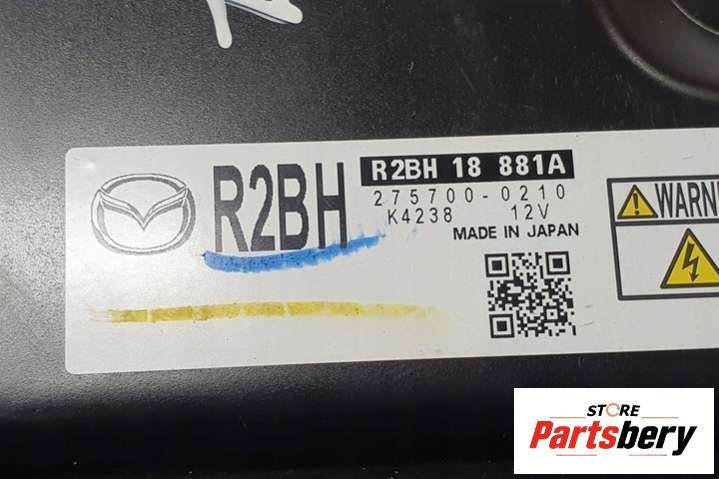 R2BH
R2BH 18 881A
275700-0210
K4238 12V
MADE IN JAPAN
WARN
STORE
Partsbery